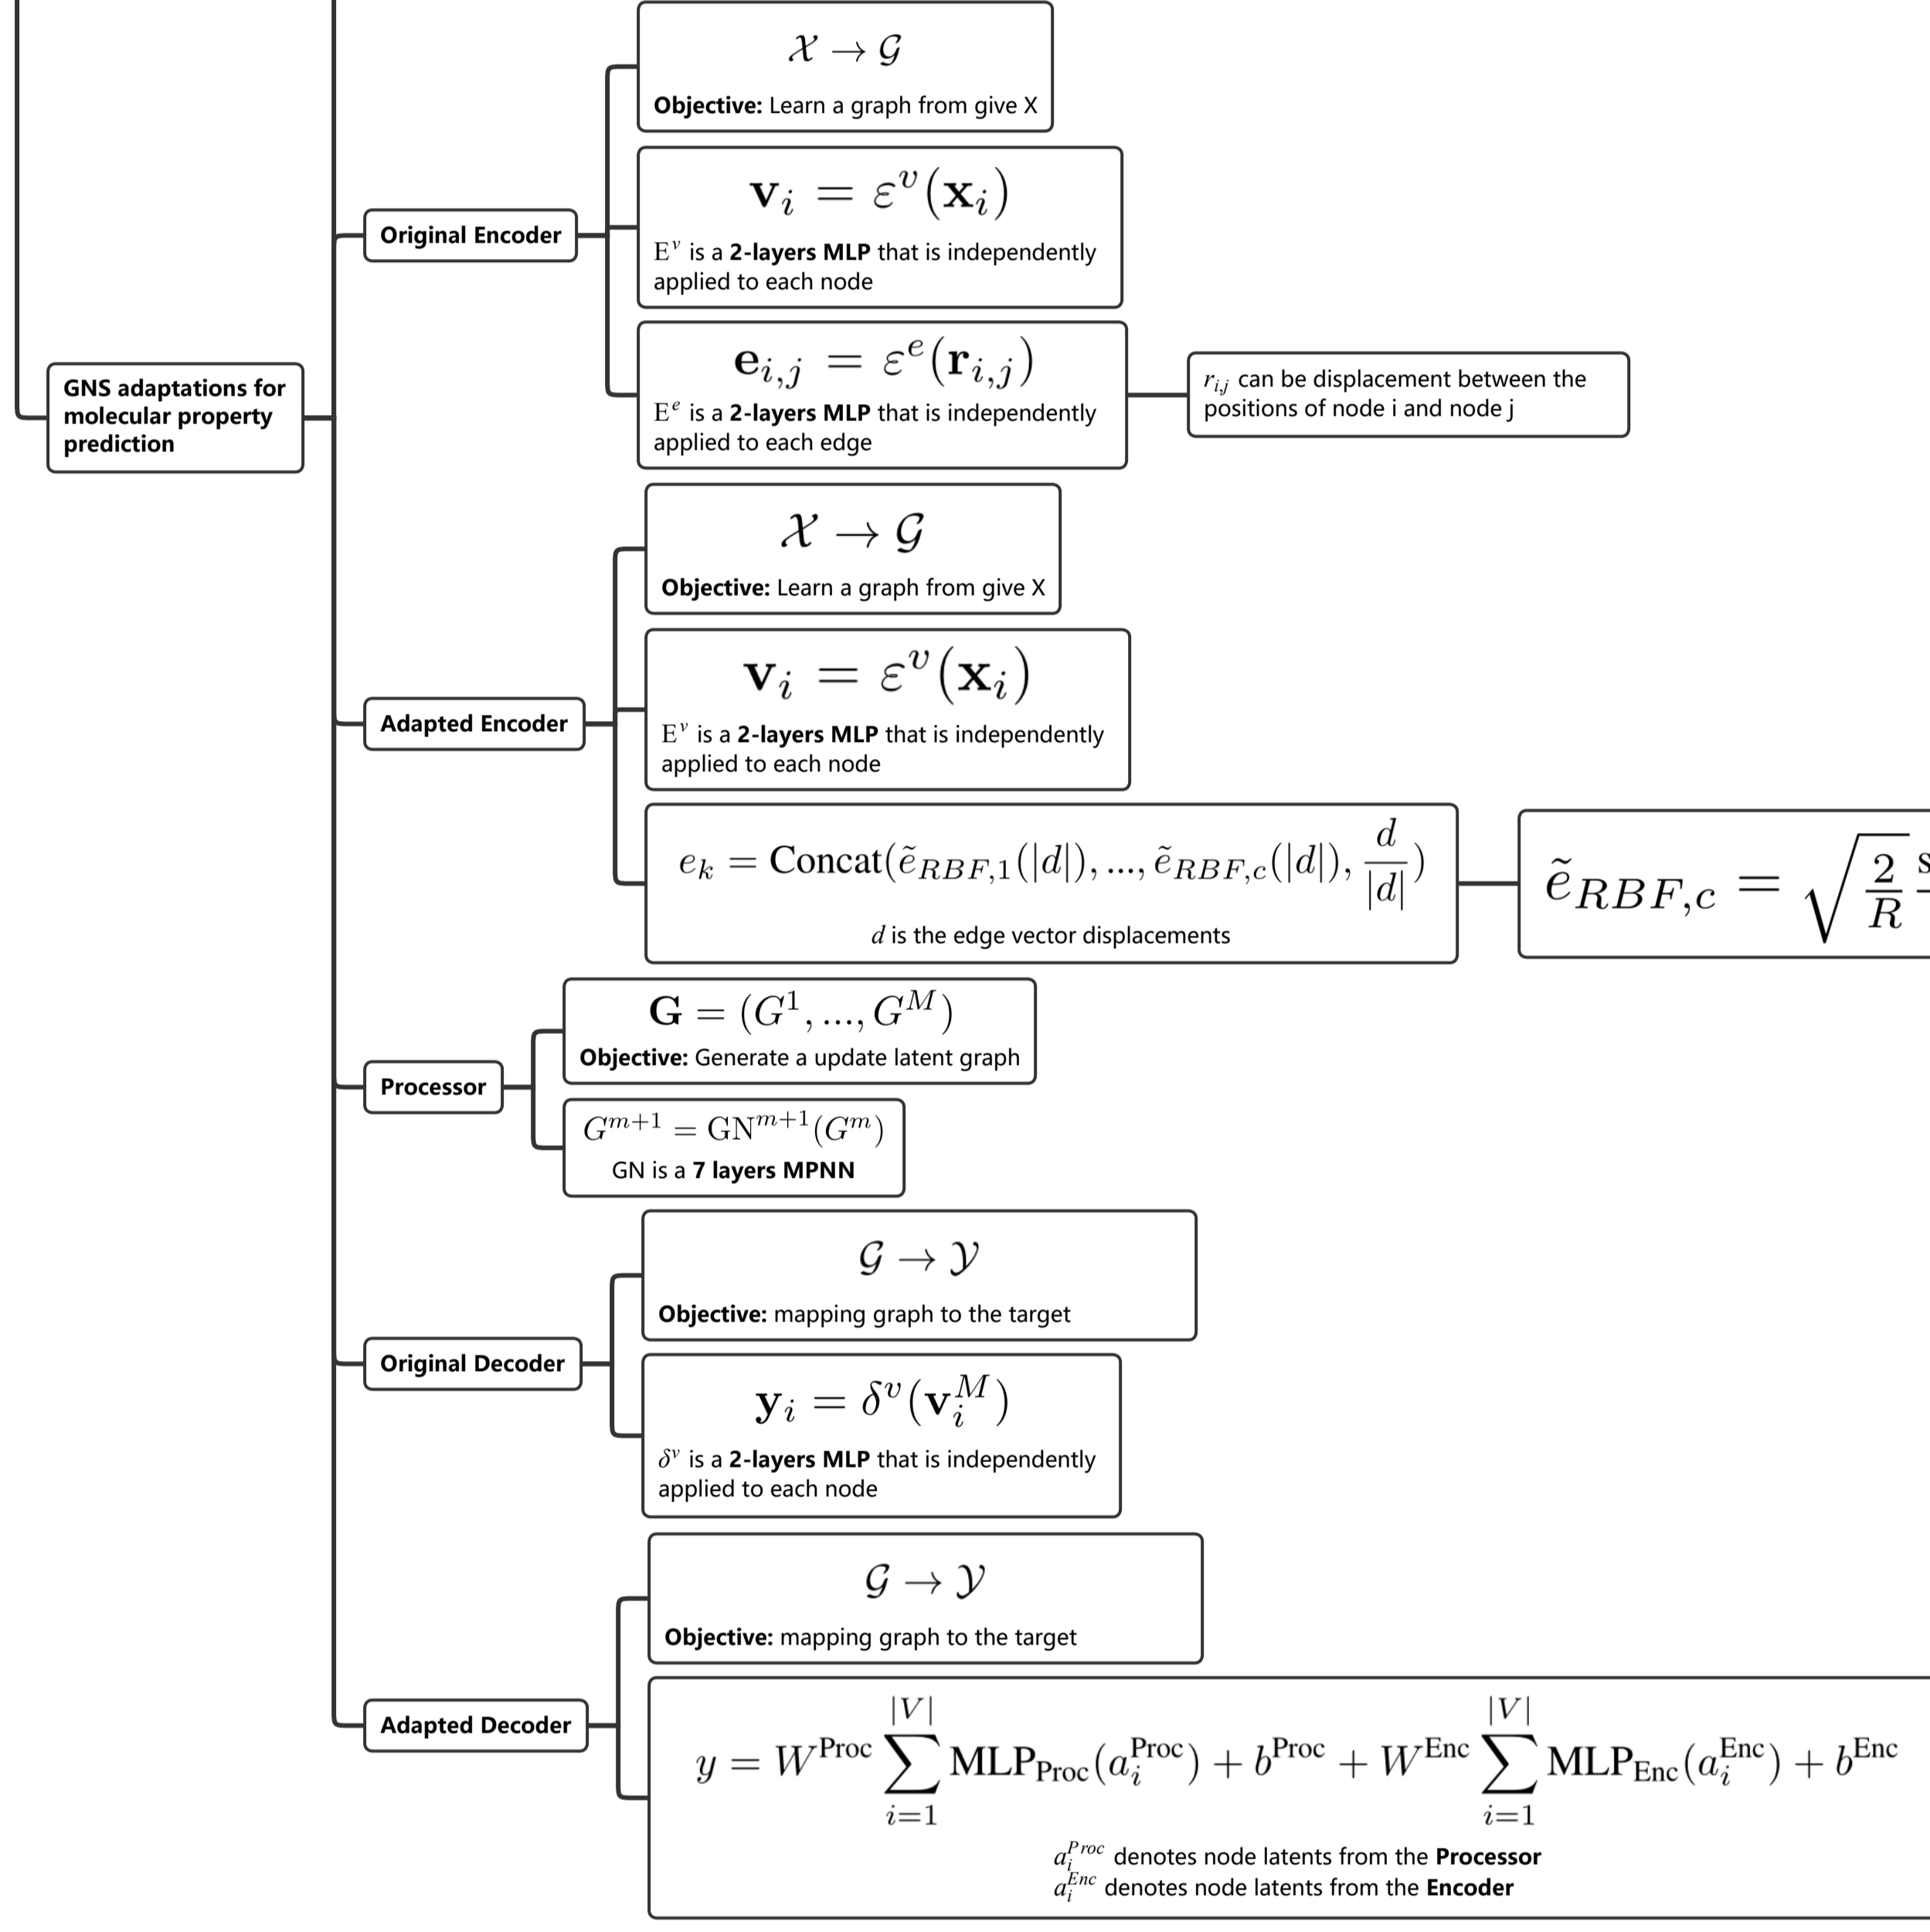 GNS adaptations for
molecular property
prediction
Original Encoder
𝒳 → 𝒢
Objective: Learn a graph from give X
v_i = ε^v(x_i)
E^v is a 2-layers MLP that is independently
applied to each node
e_{i,j} = ε^e(r_{i,j})
E^e is a 2-layers MLP that is independently
applied to each edge
r_{i,j} can be displacement between the
positions of node i and node j
Adapted Encoder
𝒳 → 𝒢
Objective: Learn a graph from give X
v_i = ε^v(x_i)
E^v is a 2-layers MLP that is independently
applied to each node
e_k = Concat(ẽ_{RBF,1}(|d|), ..., ẽ_{RBF,c}(|d|), d/|d|)
d is the edge vector displacements
ẽ_{RBF,c} = √(2/R) s
Processor
G = (G^1, ..., G^M)
Objective: Generate a update latent graph
G^{m+1} = GN^{m+1}(G^m)
GN is a 7 layers MPNN
Original Decoder
𝒢 → 𝒴
Objective: mapping graph to the target
y_i = δ^v(v_i^M)
δ^v is a 2-layers MLP that is independently
applied to each node
Adapted Decoder
𝒢 → 𝒴
Objective: mapping graph to the target
y = W^{Proc} ∑_{i=1}^{|V|} MLP_{Proc}(a_i^{Proc}) + b^{Proc} + W^{Enc} ∑_{i=1}^{|V|} MLP_{Enc}(a_i^{Enc}) + b^{Enc}
a_i^{Proc} denotes node latents from the Processor
a_i^{Enc} denotes node latents from the Encoder